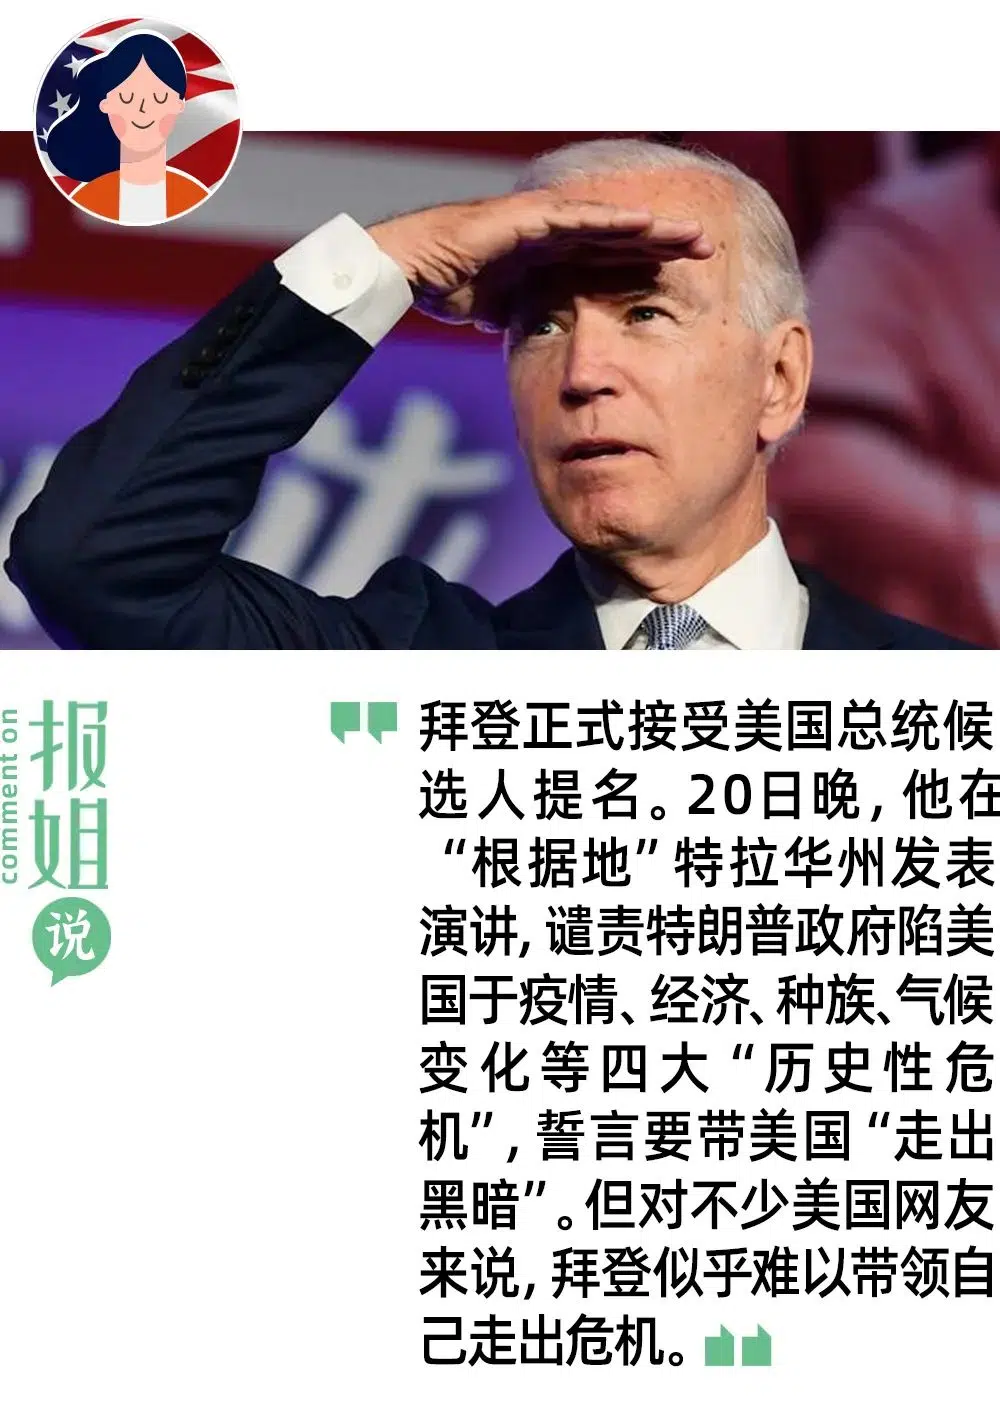 comment on
报姐
说
拜登正式接受美国总统候
选人提名。20日晚，他在
“根据地”特拉华州发表
演讲，谴责特朗普政府陷美
国于疫情、经济、种族、气候
变化等四大“历史性危
机”，誓言要带美国“走出
黑暗”。但对不少美国网友
来说，拜登似乎难以带领自
己走出危机。